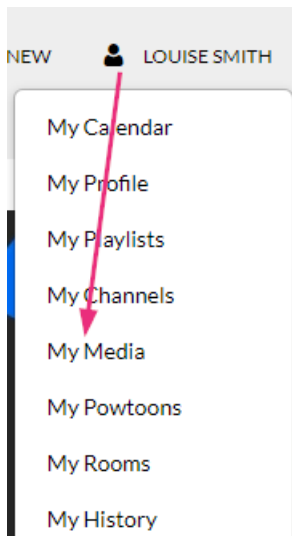 NEW LOUISE SMITH
My Calendar
My Profile
My Playlists
My Channels
My Media
My Powtoons
My Rooms
My History